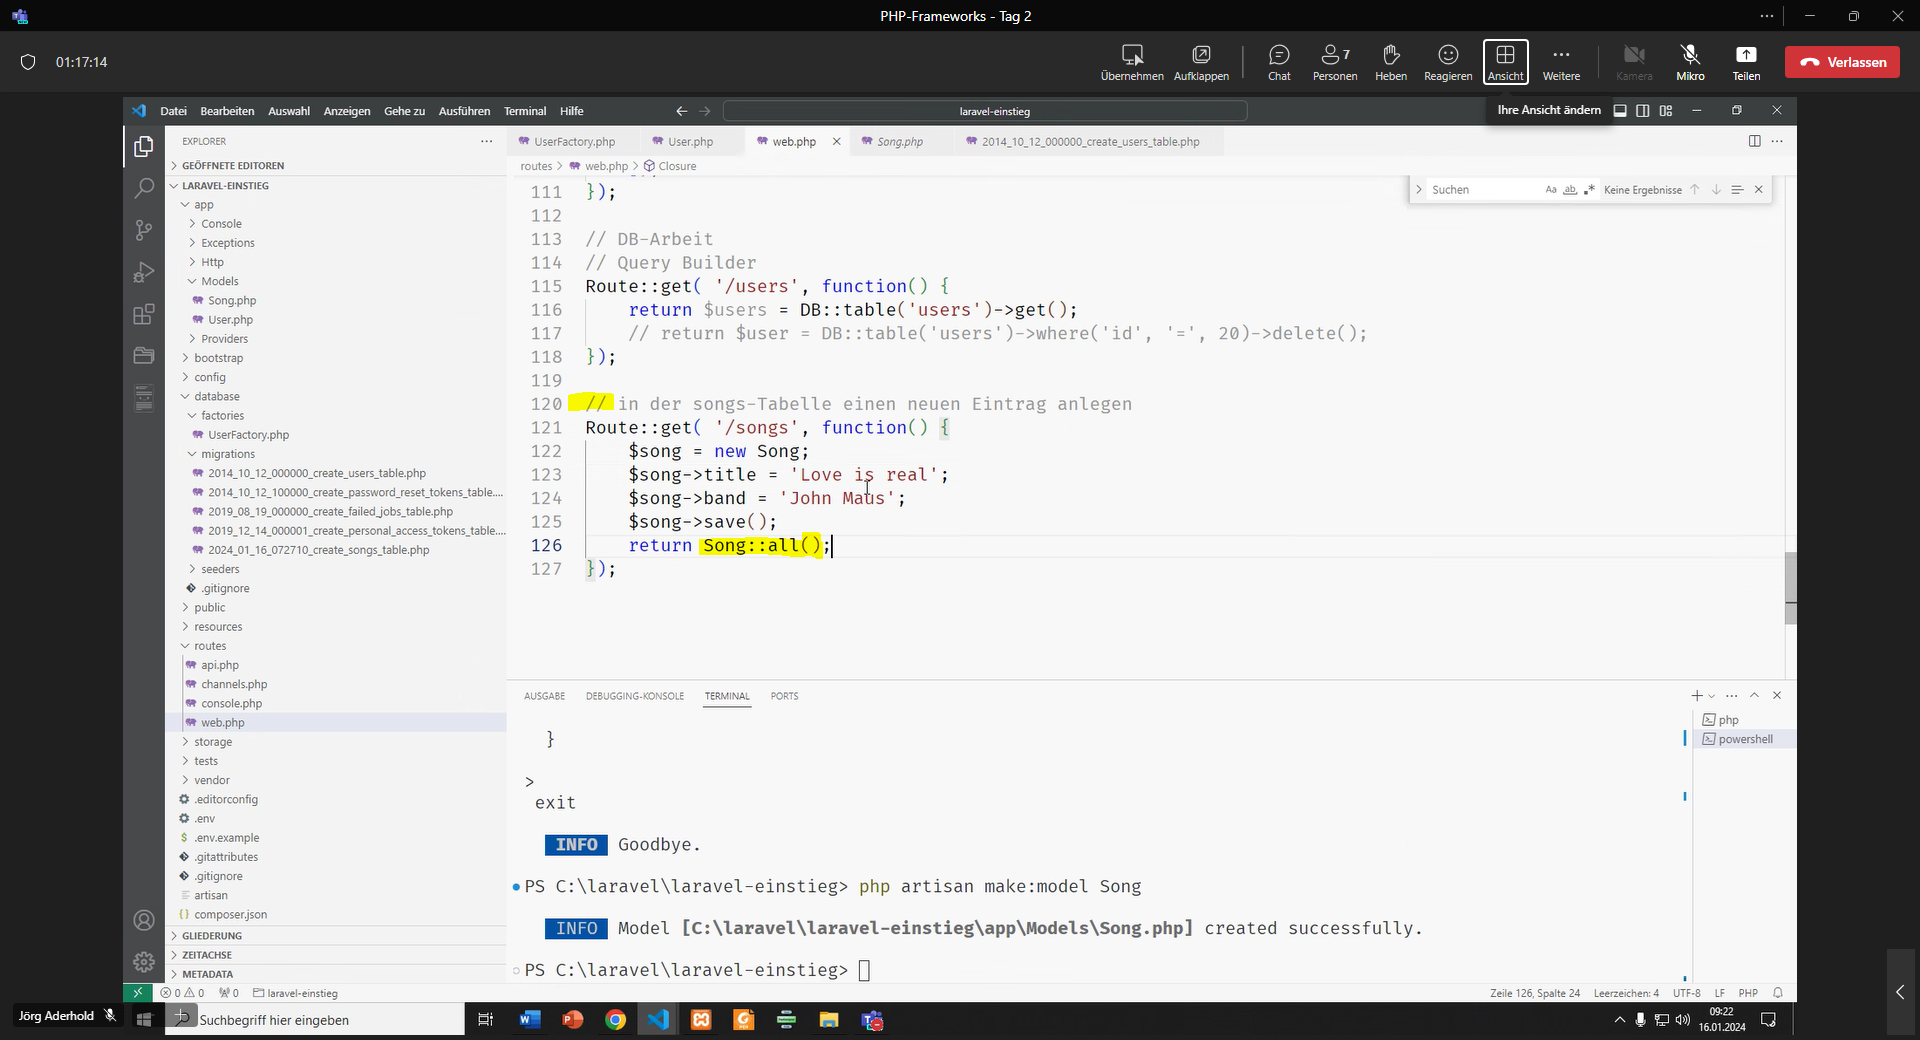 PHP-Frameworks - Tag 2
01:17:14
Übernehmen
Aufklappen
Chat
7
Personen
Heben
Reagieren
Ansicht
Weitere
Kamera
Mikro
Teilen
Verlassen
Datei Bearbeiten Auswahl Anzeigen Gehe zu Ausführen Terminal Hilfe
laravel-einstieg
Ihre Ansicht ändern
EXPLORER
UserFactory.php
User.php
web.php
Song.php
2014_10_12_000000_create_users_table.php
routes > web.php > Closure
Suchen
Aa
ab
Keine Ergebnisse
GEÖFFNETE EDITOREN
LARAVEL-EINSTIEG
app
Console
Exceptions
Http
Models
Song.php
User.php
Providers
bootstrap
config
database
factories
UserFactory.php
migrations
2014_10_12_000000_create_users_table.php
2014_10_12_100000_create_password_reset_tokens_table....
2019_08_19_000000_create_failed_jobs_table.php
2019_12_14_000001_create_personal_access_tokens_table....
2024_01_16_072710_create_songs_table.php
seeders
.gitignore
public
resources
routes
api.php
channels.php
console.php
web.php
storage
tests
vendor
.editorconfig
.env
.env.example
.gitattributes
.gitignore
artisan
composer.json
GLIEDERUNG
ZEITACHSE
METADATA
111 });
112
113 // DB-Arbeit
114 // Query Builder
115 Route::get( '/users', function() {
116 return $users = DB::table('users')->get();
117 // return $user = DB::table('users')->where('id', '=', 20)->delete();
118 });
119
120 // in der songs-Tabelle einen neuen Eintrag anlegen
121 Route::get( '/songs', function() {
122 $song = new Song;
123 $song->title = 'Love is real';
124 $song->band = 'John Maus';
125 $song->save();
126 return Song::all();
127 });
AUSGABE DEBUGGING-KONSOLE TERMINAL PORTS
php
powershell
}
>
exit
INFO Goodbye.
PS C:\laravel\laravel-einstieg> php artisan make:model Song
INFO Model [C:\laravel\laravel-einstieg\app\Models\Song.php] created successfully.
PS C:\laravel\laravel-einstieg>
0 0 0 laravel-einstieg
Zeile 126, Spalte 24 Leerzeichen: 4 UTF-8 LF PHP
Jörg Aderhold
Suchbegriff hier eingeben
09:22
16.01.2024